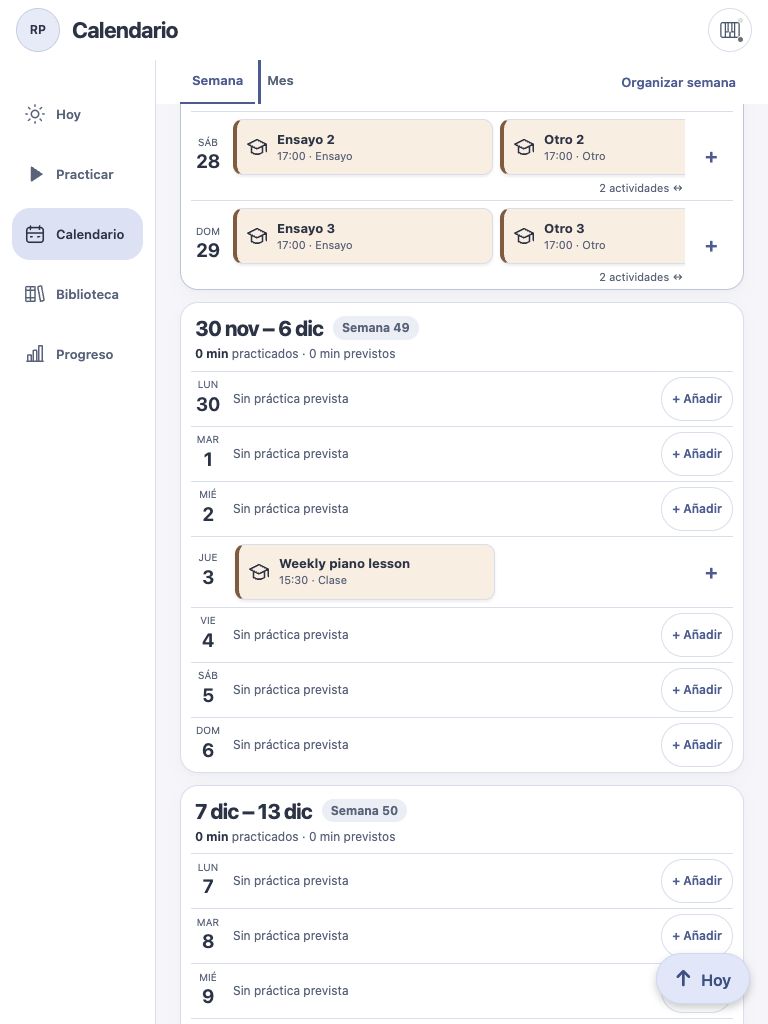 RP
Calendario
Semana
Mes
Organizar semana
Hoy
Practicar
Calendario
Biblioteca
Progreso
SÁB
28
Ensayo 2
17:00 · Ensayo
Otro 2
17:00 · Otro
+
2 actividades ↔
DOM
29
Ensayo 3
17:00 · Ensayo
Otro 3
17:00 · Otro
+
2 actividades ↔
30 nov – 6 dic
Semana 49
0 min practicados · 0 min previstos
LUN
30
Sin práctica prevista
+ Añadir
MAR
1
Sin práctica prevista
+ Añadir
MIÉ
2
Sin práctica prevista
+ Añadir
JUE
3
Weekly piano lesson
15:30 · Clase
+
VIE
4
Sin práctica prevista
+ Añadir
SÁB
5
Sin práctica prevista
+ Añadir
DOM
6
Sin práctica prevista
+ Añadir
7 dic – 13 dic
Semana 50
0 min practicados · 0 min previstos
LUN
7
Sin práctica prevista
+ Añadir
MAR
8
Sin práctica prevista
+ Añadir
MIÉ
9
Sin práctica prevista
↑ Hoy